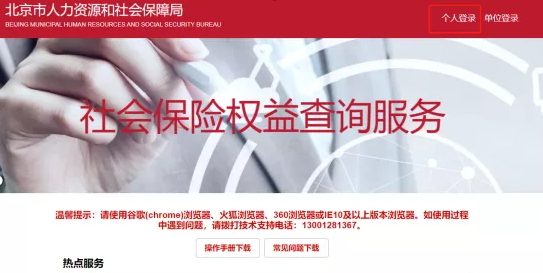 北京市人力资源和社会保障局
BEIJING MUNICIPAL HUMAN RESOURCES AND SOCIAL SECURITY BUREAU
个人登录 单位登录
社会保险权益查询服务
温馨提示：请使用谷歌(chrome)浏览器、火狐浏览器、360浏览器或IE10及以上版本浏览器。如使用过程
中遇到问题，请拨打技术支持电话：13001281367。
操作手册下载 常见问题下载
热点服务